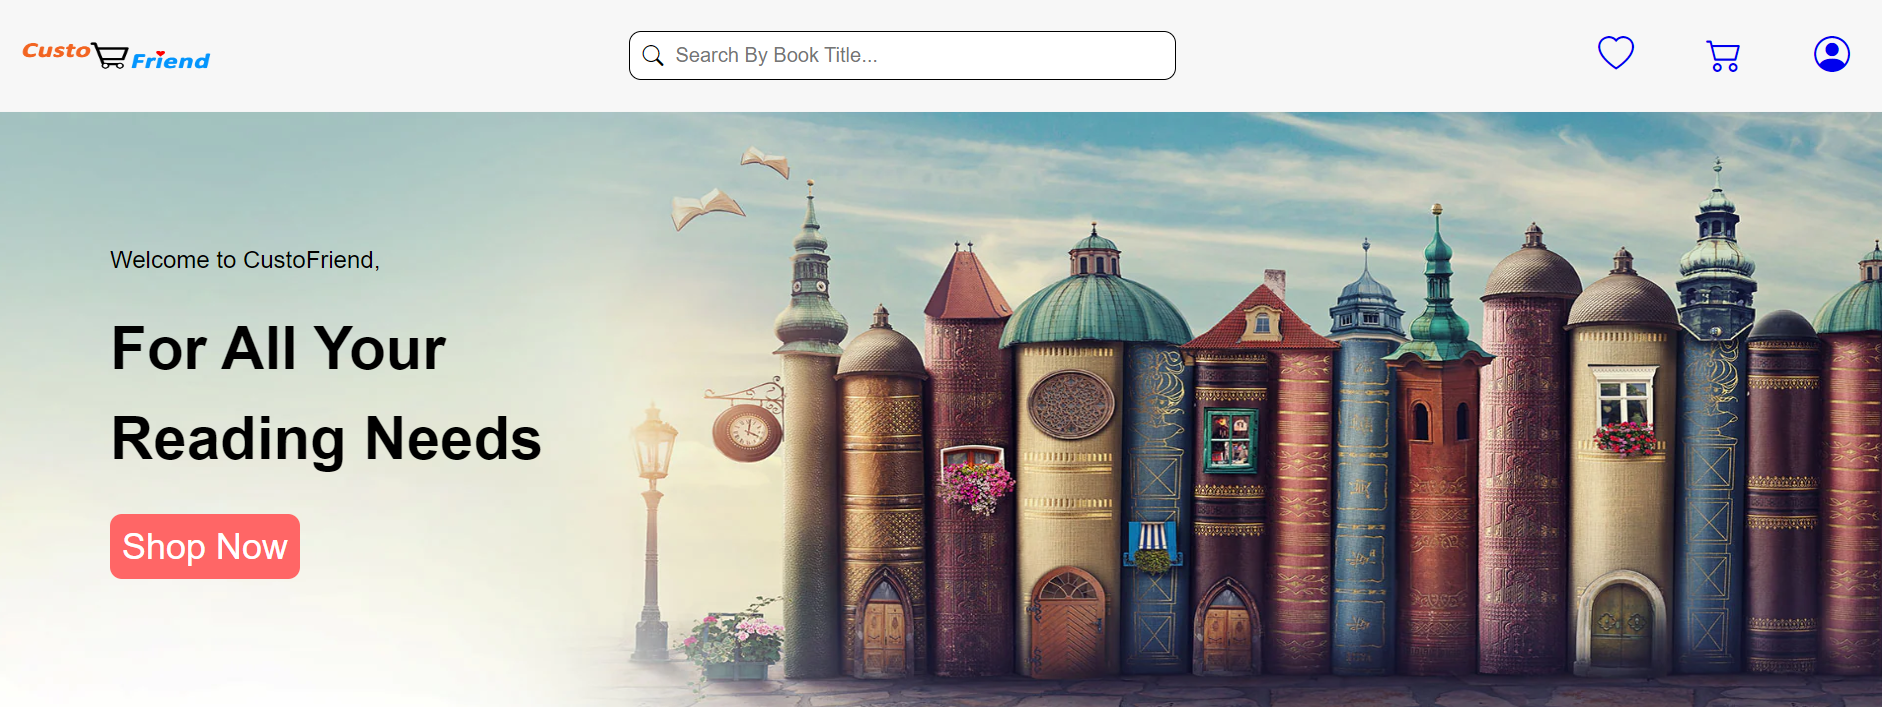 Custo Friend
Search By Book Title...
Welcome to CustoFriend,
For All Your
Reading Needs
Shop Now